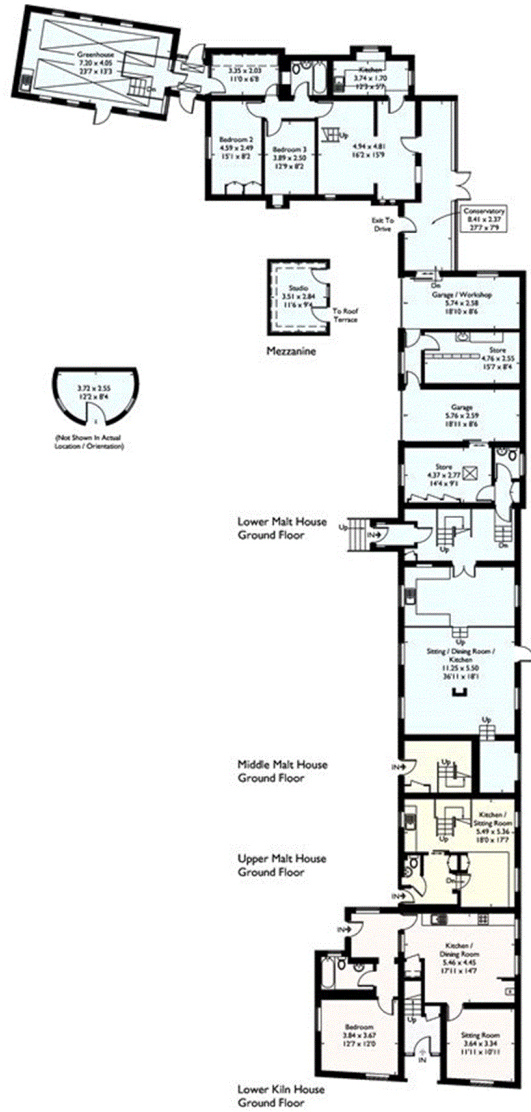 Greenhouse
7.20 x 4.05
23'7 x 13'3
3.35 x 2.03
11'0 x 6'8
Kitchen
3.74 x 1.70
12'3 x 5'7
Bedroom 2
4.59 x 2.49
15'1 x 8'2
Bedroom 3
3.89 x 2.50
12'9 x 8'2
Up
4.94 x 4.81
16'2 x 15'9
Exit To
Drive
Conservatory
8.41 x 2.37
27'7 x 7'9
Dn
Studio
3.51 x 2.84
11'6 x 9'4
To Roof
Terrace
Mezzanine
Garage / Workshop
5.74 x 2.58
18'10 x 8'6
Store
4.76 x 2.55
15'7 x 8'4
3.72 x 2.55
12'2 x 8'4
(Not Shown In Actual
Location / Orientation)
Garage
5.76 x 2.59
18'11 x 8'6
Store
4.37 x 2.77
14'4 x 9'1
Lower Malt House
Ground Floor
Up
IN
Up
Dn
Up
Sitting / Dining Room /
Kitchen
11.25 x 5.50
36'11 x 18'1
Up
Middle Malt House
Ground Floor
IN
Up
Kitchen /
Sitting Room
5.49 x 5.36
18'0 x 17'7
Up
Upper Malt House
Ground Floor
Dn
IN
IN
Kitchen /
Dining Room
5.46 x 4.45
17'11 x 14'7
Up
Bedroom
3.84 x 3.67
12'7 x 12'0
Sitting Room
3.64 x 3.34
11'11 x 10'11
IN
Lower Kiln House
Ground Floor